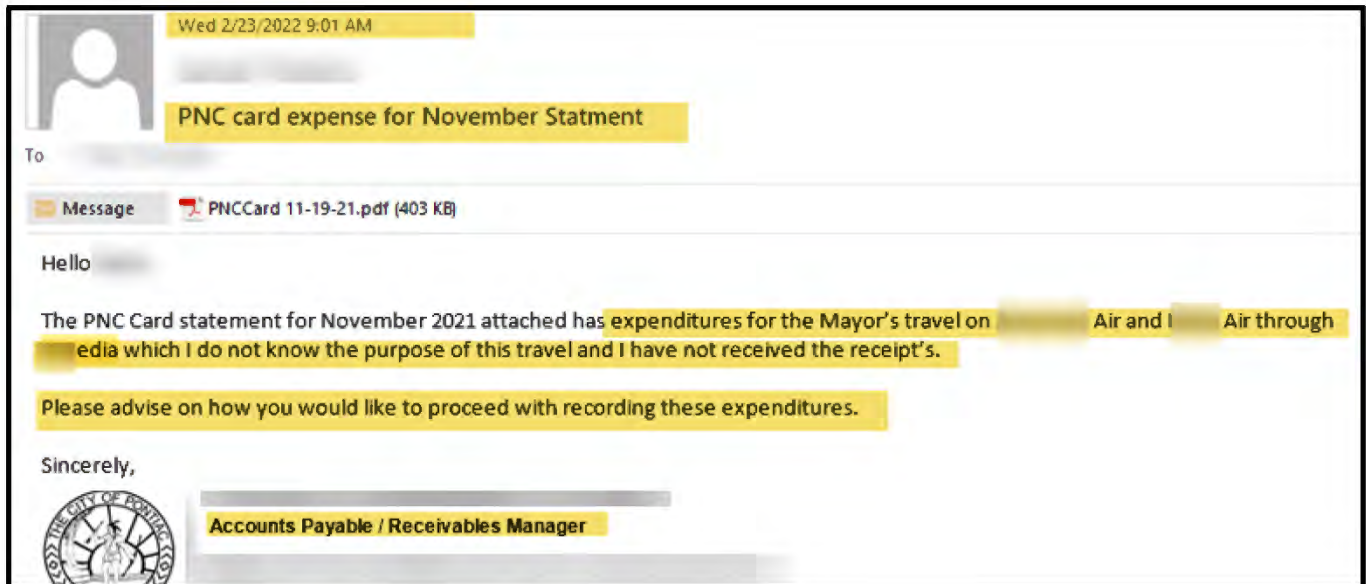 Wed 2/23/2022 9:01 AM
PNC card expense for November Statment
To
Message PNCCard 11-19-21.pdf (403 KB)
Hello
The PNC Card statement for November 2021 attached has expenditures for the Mayor's travel on Air and Air through
edia which I do not know the purpose of this travel and I have not received the receipt's.
Please advise on how you would like to proceed with recording these expenditures.
Sincerely,
THE CITY OF PONTIAC
Accounts Payable / Receivables Manager